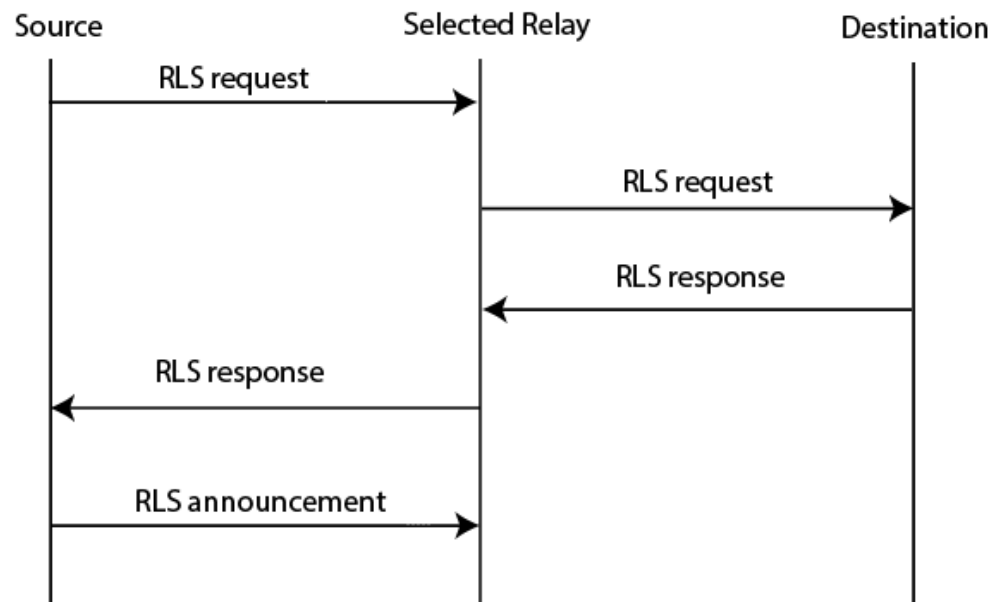 Source
Selected Relay
Destination
RLS request
RLS request
RLS response
RLS response
RLS announcement